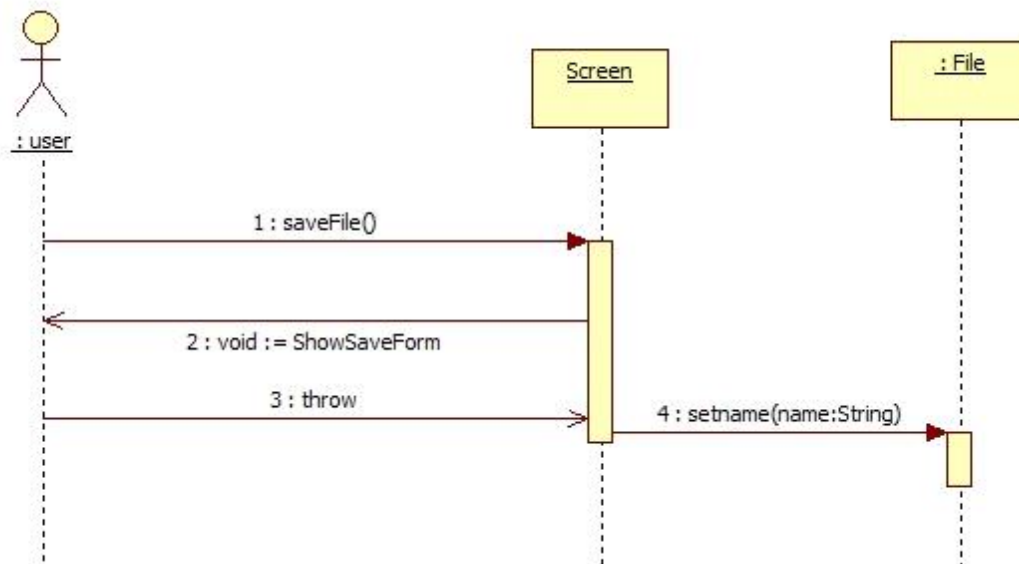 : user
Screen
: File
1 : saveFile()
2 : void := ShowSaveForm
3 : throw
4 : setname(name:String)